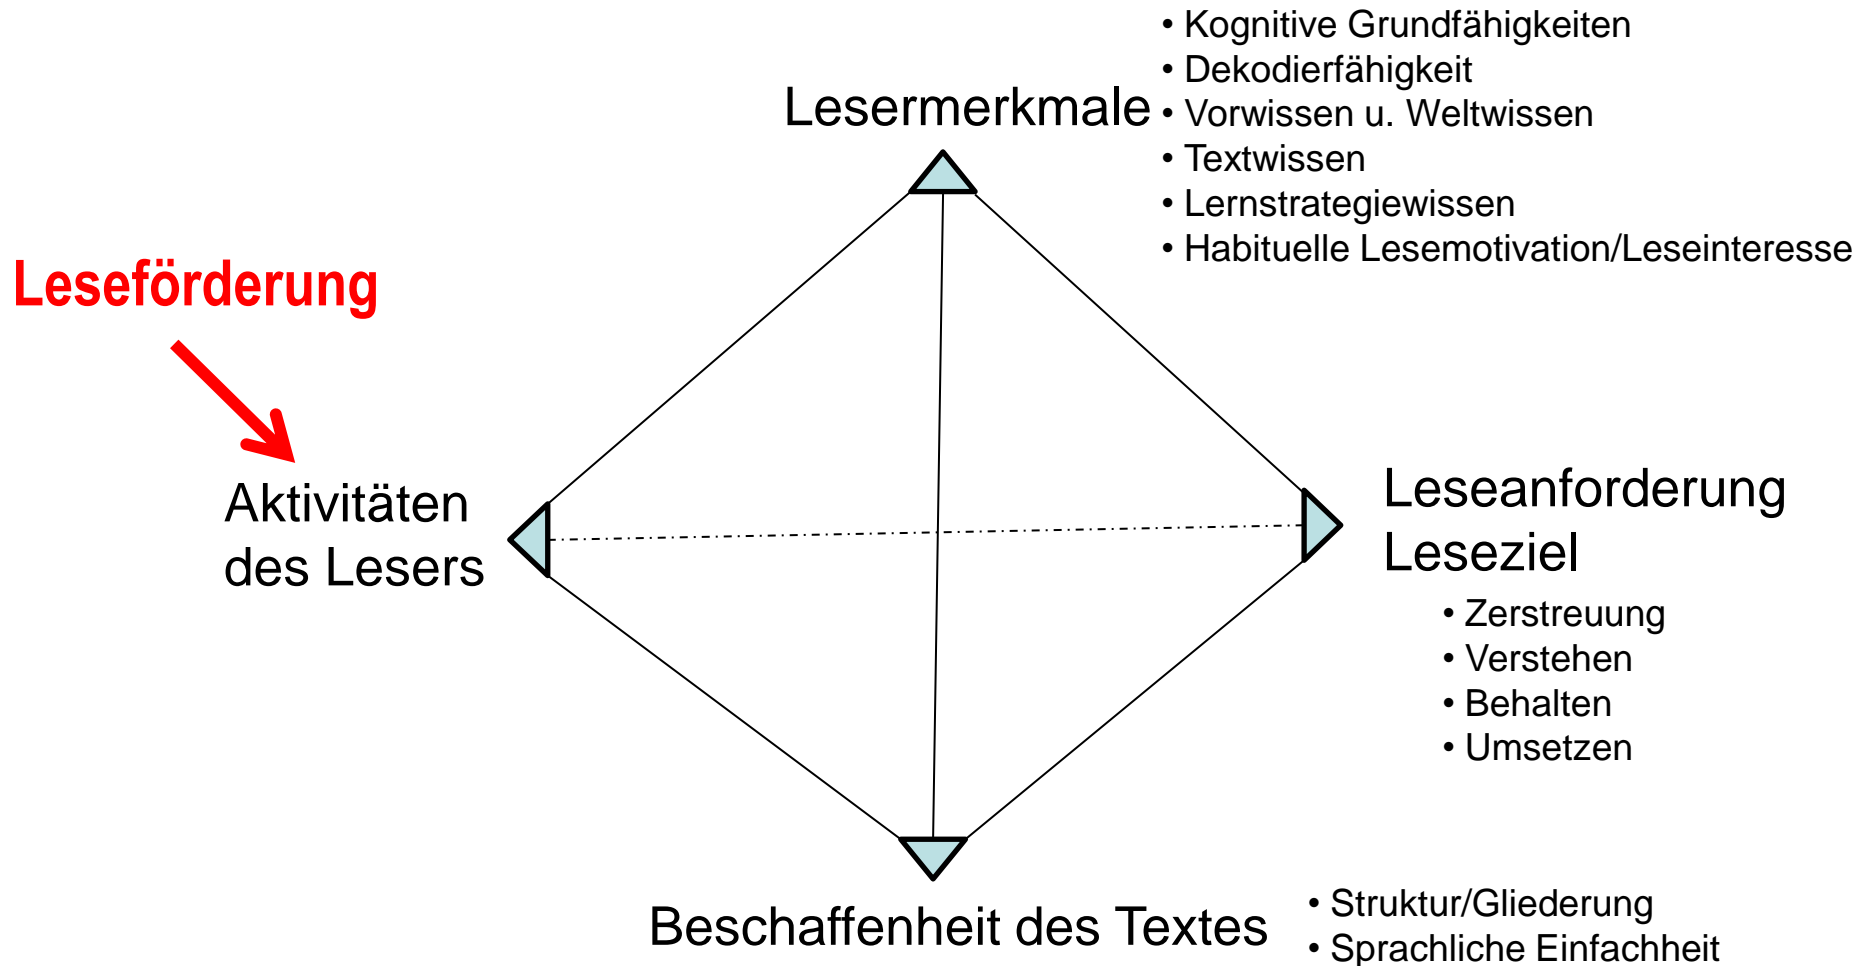 Lesermerkmale
• Kognitive Grundfähigkeiten
• Dekodierfähigkeit
• Vorwissen u. Weltwissen
• Textwissen
• Lernstrategiewissen
• Habituelle Lesemotivation/Leseinteresse
Leseförderung
Aktivitäten
des Lesers
Leseanforderung
Leseziel
• Zerstreuung
• Verstehen
• Behalten
• Umsetzen
Beschaffenheit des Textes
• Struktur/Gliederung
• Sprachliche Einfachheit